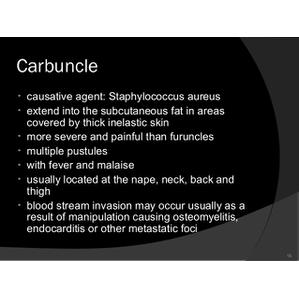 Carbuncle
• causative agent: Staphylococcus aureus
• extend into the subcutaneous fat in areas
covered by thick inelastic skin
• more severe and painful than furuncles
• multiple pustules
• with fever and malaise
• usually located at the nape, neck, back and
thigh
• blood stream invasion may occur usually as a
result of manipulation causing osteomyelitis,
endocarditis or other metastatic foci